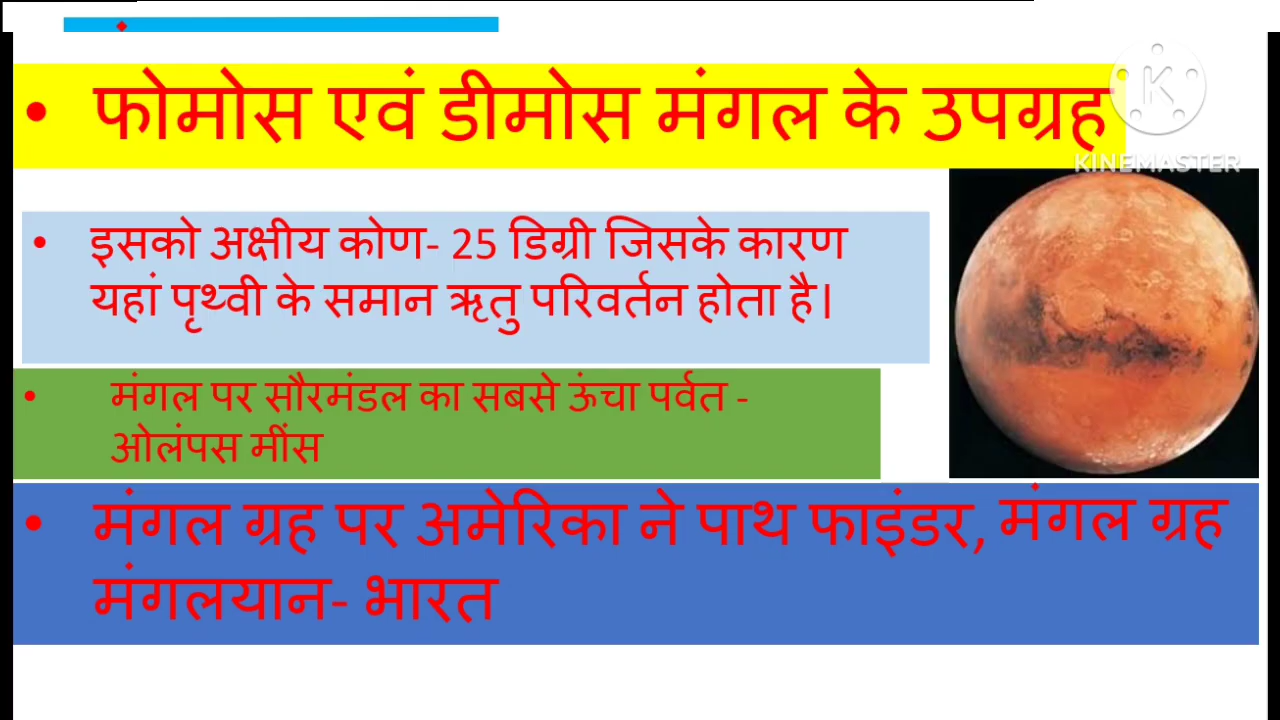 • फोमोस एवं डीमोस मंगल के उपग्रह
K
KINEMASTER
• इसको अक्षीय कोण- 25 डिग्री जिसके कारण
यहां पृथ्वी के समान ऋतु परिवर्तन होता है।
• मंगल पर सौरमंडल का सबसे ऊंचा पर्वत -
ओलंपस मींस
• मंगल ग्रह पर अमेरिका ने पाथ फाइंडर, मंगल ग्रह
मंगलयान- भारत